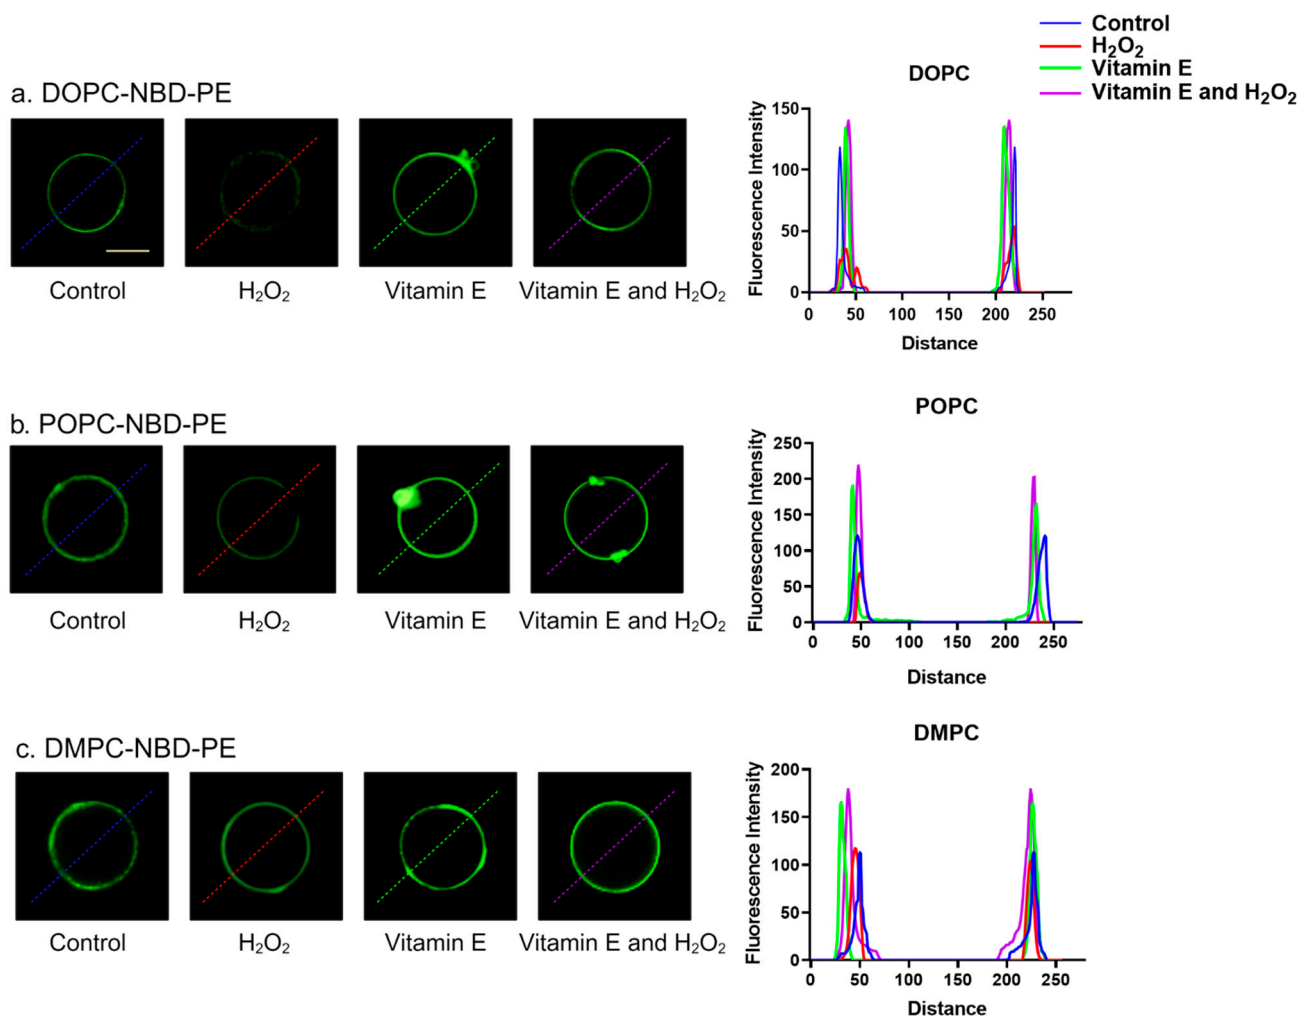 Control
H₂O₂
Vitamin E
Vitamin E and H₂O₂
a. DOPC-NBD-PE
Control
H₂O₂
Vitamin E
Vitamin E and H₂O₂
DOPC
Fluorescence Intensity
150
100
50
0
0 50 100 150 200 250
Distance
b. POPC-NBD-PE
Control
H₂O₂
Vitamin E
Vitamin E and H₂O₂
POPC
Fluorescence Intensity
250
200
150
100
50
0
0 50 100 150 200 250
Distance
c. DMPC-NBD-PE
Control
H₂O₂
Vitamin E
Vitamin E and H₂O₂
DMPC
Fluorescence Intensity
200
150
100
50
0
0 50 100 150 200 250
Distance